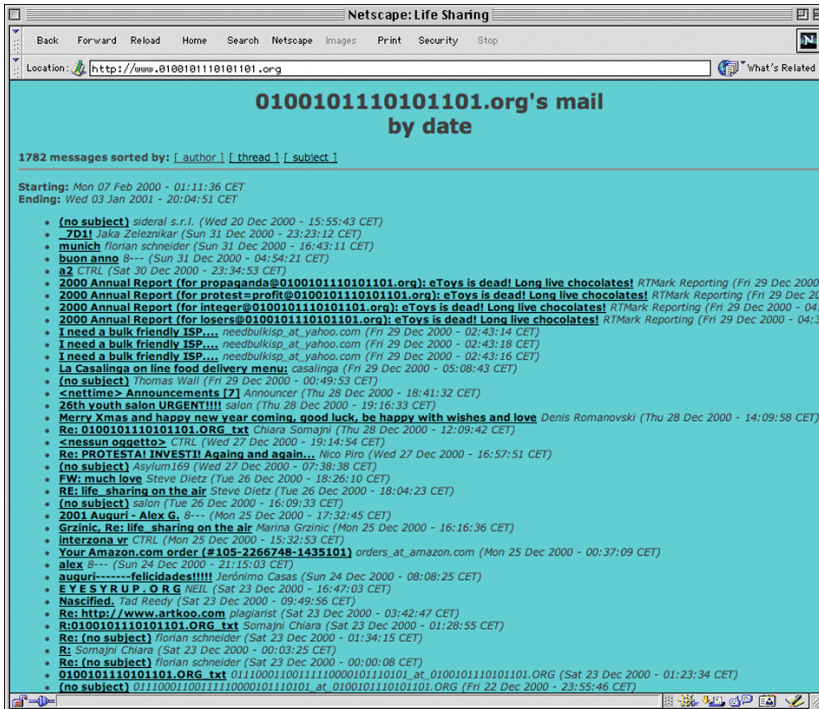 Netscape: Life Sharing
Back Forward Reload Home Search Netscape Images Print Security Stop
N
Location: http://www.0100101110101101.org What's Related
0100101110101101.org's mail
by date
1782 messages sorted by: [ author ] [ thread ] [ subject ]
Starting: Mon 07 Feb 2000 - 01:11:36 CET
Ending: Wed 03 Jan 2001 - 20:04:51 CET
(no subject) sideral s.r.l. (Wed 20 Dec 2000 - 15:55:43 CET)
_7D1! Jaka Zeleznikar (Sun 31 Dec 2000 - 23:23:12 CET)
munich florian schneider (Sun 31 Dec 2000 - 16:43:11 CET)
buon anno 8--- (Sun 31 Dec 2000 - 04:54:21 CET)
a2 CTRL (Sat 30 Dec 2000 - 23:34:53 CET)
2000 Annual Report (for propaganda@0100101110101101.org): eToys is dead! Long live chocolates! RTMark Reporting (Fri 29 Dec 2000
2000 Annual Report (for protest=profit@0100101110101101.org): eToys is dead! Long live chocolates! RTMark Reporting (Fri 29 Dec 20
2000 Annual Report (for integer@0100101110101101.org): eToys is dead! Long live chocolates! RTMark Reporting (Fri 29 Dec 2000 - 04:
2000 Annual Report (for losers@0100101110101101.org): eToys is dead! Long live chocolates! RTMark Reporting (Fri 29 Dec 2000 - 04:3
I need a bulk friendly ISP.... needbulkisp_at_yahoo.com (Fri 29 Dec 2000 - 02:43:14 CET)
I need a bulk friendly ISP.... needbulkisp_at_yahoo.com (Fri 29 Dec 2000 - 02:43:18 CET)
I need a bulk friendly ISP.... needbulkisp_at_yahoo.com (Fri 29 Dec 2000 - 02:43:16 CET)
La Casalinga on line food delivery menu: casalinga (Fri 29 Dec 2000 - 05:08:43 CET)
(no subject) Thomas Wall (Fri 29 Dec 2000 - 00:49:53 CET)
<nettime> Announcements [7] Announcer (Thu 28 Dec 2000 - 18:41:32 CET)
26th youth salon URGENT!!!! salon (Thu 28 Dec 2000 - 19:16:33 CET)
Merry Xmas and happy new year coming, good luck, be happy with wishes and love Denis Romanovski (Thu 28 Dec 2000 - 14:09:58 CET)
Re: 0100101110101101.ORG_txt Chiara Somajni (Thu 28 Dec 2000 - 12:09:42 CET)
<nessun oggetto> CTRL (Wed 27 Dec 2000 - 19:14:54 CET)
Re: PROTESTA! INVESTI! Againg and again... Nico Piro (Wed 27 Dec 2000 - 16:57:51 CET)
(no subject) Asylum169 (Wed 27 Dec 2000 - 07:38:38 CET)
FW: much love Steve Dietz (Tue 26 Dec 2000 - 18:26:10 CET)
RE: life_sharing on the air Steve Dietz (Tue 26 Dec 2000 - 18:04:23 CET)
(no subject) salon (Tue 26 Dec 2000 - 16:09:33 CET)
2001 Auguri - Alex G. 8--- (Mon 25 Dec 2000 - 17:32:45 CET)
Grzinic, Re: life_sharing on the air Marina Grzinic (Mon 25 Dec 2000 - 16:16:36 CET)
interzona vr CTRL (Mon 25 Dec 2000 - 15:32:53 CET)
Your Amazon.com order (#105-2266748-1435101) orders_at_amazon.com (Mon 25 Dec 2000 - 00:37:09 CET)
alex 8--- (Sun 24 Dec 2000 - 21:15:03 CET)
auguri-------felicidades!!!!! Jerónimo Casas (Sun 24 Dec 2000 - 08:08:25 CET)
E Y E S Y R U P . O R G NEIL (Sat 23 Dec 2000 - 16:47:03 CET)
Nascified. Tad Reedy (Sat 23 Dec 2000 - 09:49:56 CET)
Re: http://www.artkoo.com plagiarist (Sat 23 Dec 2000 - 03:42:47 CET)
R:0100101110101101.ORG_txt Somajni Chiara (Sat 23 Dec 2000 - 01:28:55 CET)
Re: (no subject) florian schneider (Sat 23 Dec 2000 - 01:34:15 CET)
R: Somajni Chiara (Sat 23 Dec 2000 - 00:03:25 CET)
Re: (no subject) florian schneider (Sat 23 Dec 2000 - 00:00:08 CET)
0100101110101101.ORG_txt (Sat 23 Dec 2000 - 01:23:34 CET)
(no subject) (Fri 22 Dec 2000 - 23:55:46 CET)